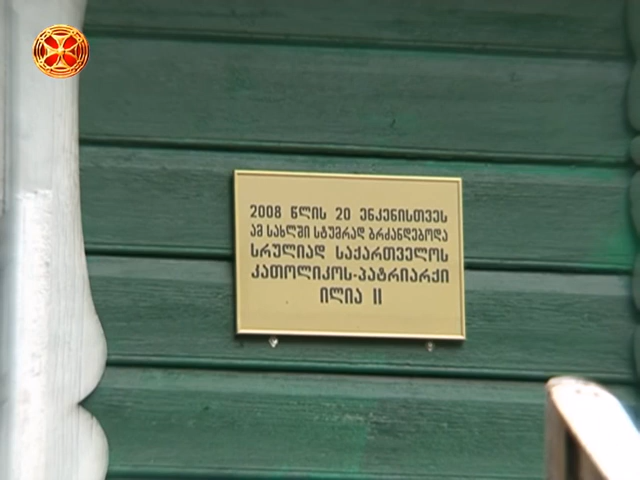 2008 წლის 20 ენკენისთვეს
ამ სახლში სტუმრად ბრძანდებოდა
სრულიად საქართველოს
კათოლიკოს-პატრიარქი
ილია II